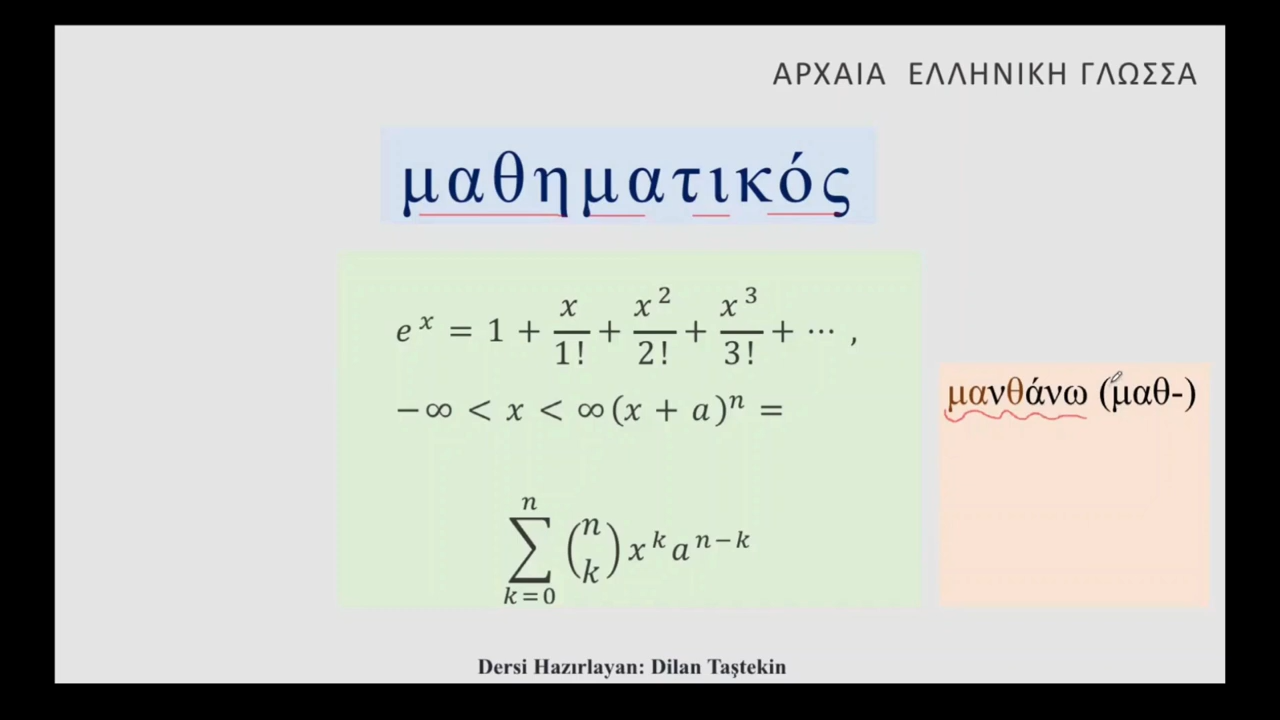 ΑΡΧΑΙΑ ΕΛΛΗΝΙΚΗ ΓΛΩΣΣΑ
μαθηματικός
e^x = 1 + x/1! + x^2/2! + x^3/3! + ⋯ ,
−∞ < x < ∞(x + a)^n =
∑_{k=0}^{n} (n k) x^k a^{n−k}
μανθάνω (μαθ-)
Dersi Hazırlayan: Dilan Taştekin